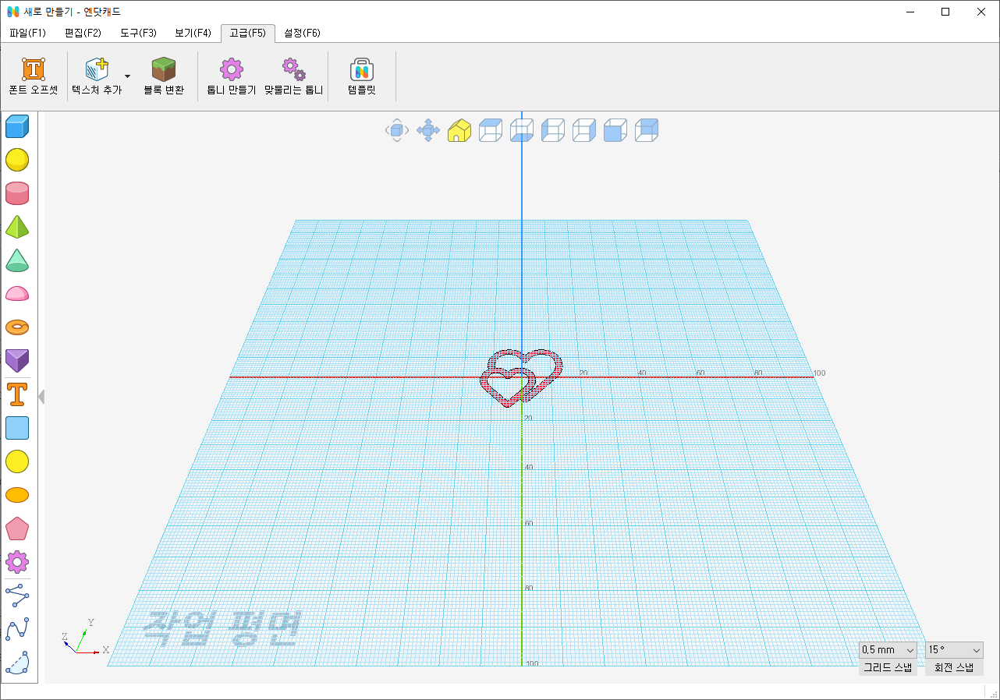 새로 만들기 - 엔닷캐드
파일(F1) 편집(F2) 도구(F3) 보기(F4) 고급(F5) 설정(F6)
폰트 오프셋 텍스처 추가 블록 변환 톱니 만들기 맞물리는 톱니 템플릿
20 40 60 80 100
20
40
60
80
작업 평면
100
Z Y X
0,5 mm 15 °
그리드 스냅 회전 스냅